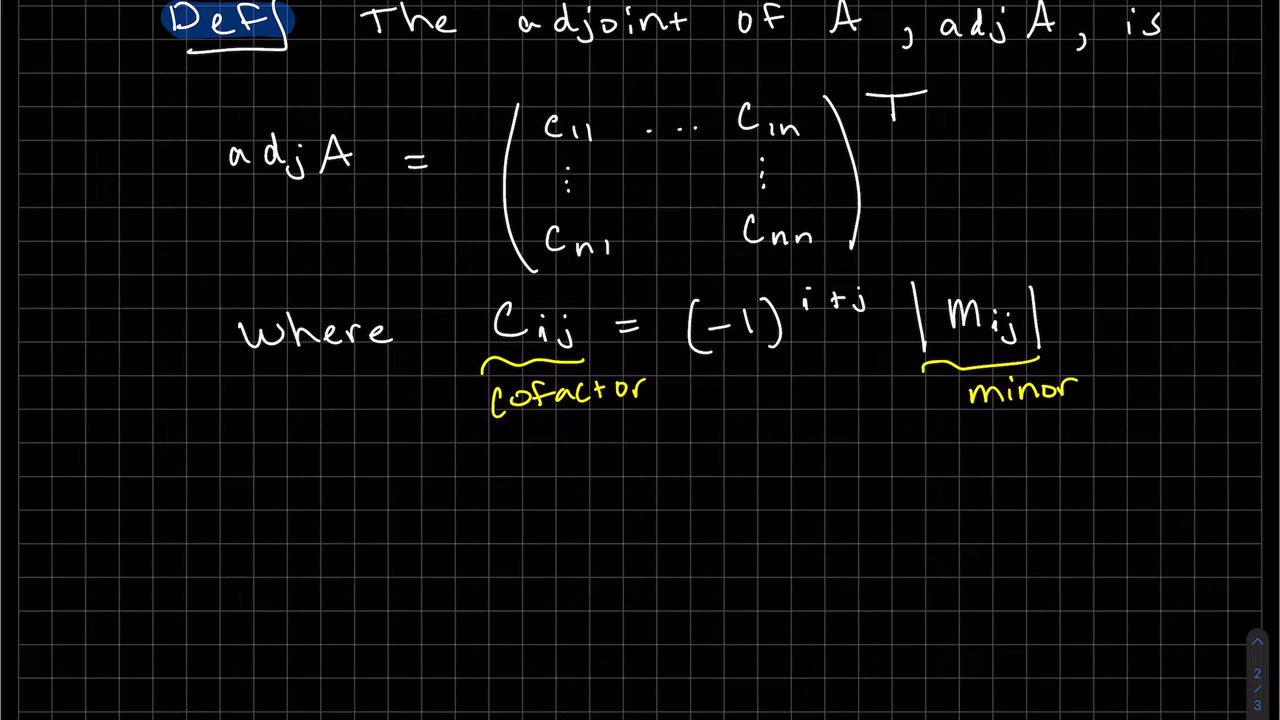 Def The adjoint of A, adj A, is
adj A = ( C11 ... C1n
⋮ ⋮
Cn1 Cnn ) T
where Cij = (-1)^i+j |Mij|
cofactor minor
2
/
3